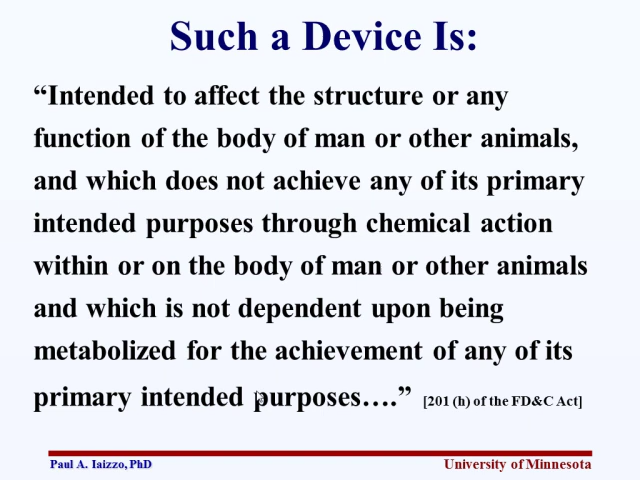 Such a Device Is:
“Intended to affect the structure or any
function of the body of man or other animals,
and which does not achieve any of its primary
intended purposes through chemical action
within or on the body of man or other animals
and which is not dependent upon being
metabolized for the achievement of any of its
primary intended purposes….” [201 (h) of the FD&C Act]
Paul A. Iaizzo, PhD
University of Minnesota